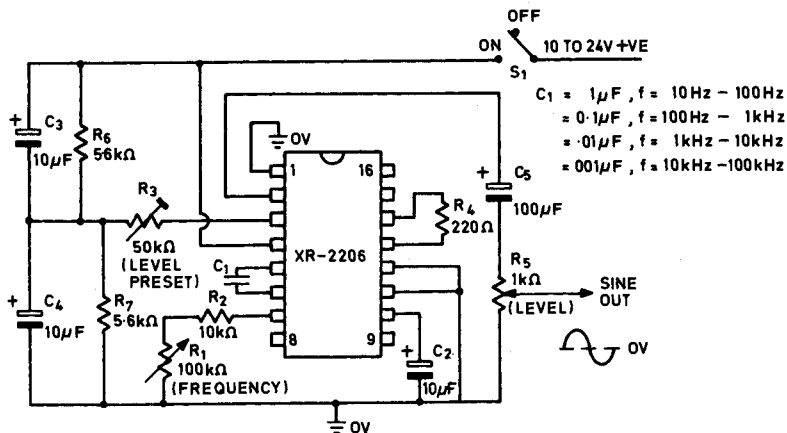 OFF
ON
10 TO 24V +VE
S1
C1 = 1µF, f = 10Hz – 100Hz
= 0·1µF, f = 100Hz – 1kHz
= ·01µF, f = 1kHz – 10kHz
= ·001µF, f = 10kHz – 100kHz
+ C3
10µF
R6
56kΩ
0V
1
16
R3
50kΩ
(LEVEL
PRESET)
XR-2206
R4
220Ω
+
C5
100µF
R5
1kΩ
(LEVEL)
SINE
OUT
0V
C1
+ C4
10µF
R7
5·6kΩ
R2
10kΩ
R1
100kΩ
(FREQUENCY)
8
9
+ C2
10µF
0V